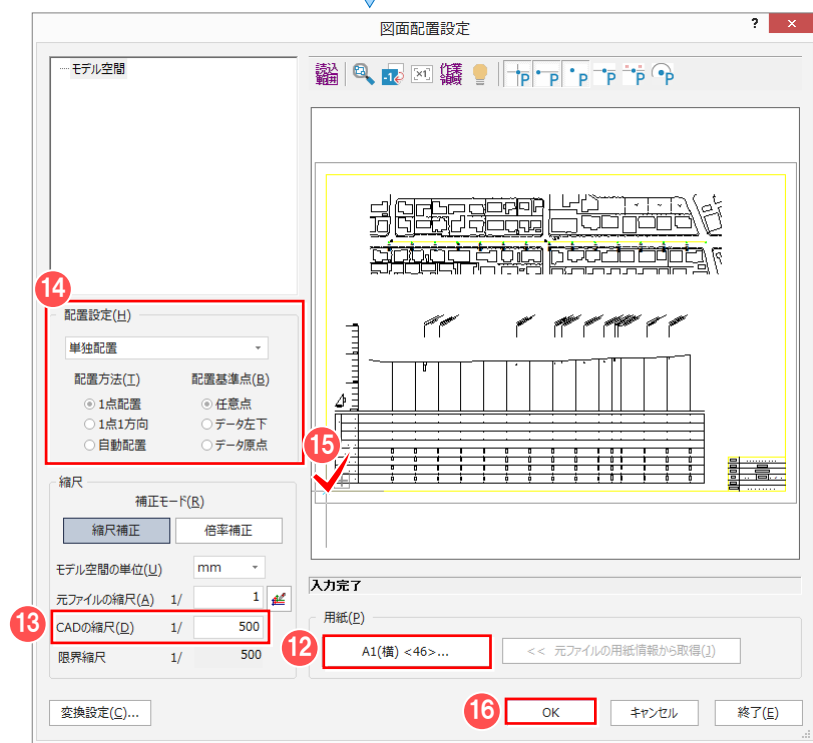 図面配置設定
? ×
モデル空間
読込範囲
-12
[×1]
作業領域
P P P P P P
14
配置設定(H)
単独配置
配置方法(T) 配置基準点(B)
1点配置 任意点
1点1方向 データ左下
自動配置 データ原点
15
縮尺
補正モード(R)
縮尺補正 倍率補正
モデル空間の単位(U) mm
元ファイルの縮尺(A) 1/ 1
13
CADの縮尺(D) 1/ 500
限界縮尺 1/ 500
入力完了
用紙(P)
12
A1(横) <46>... << 元ファイルの用紙情報から取得(J)
変換設定(C)...
16
OK キャンセル 終了(E)